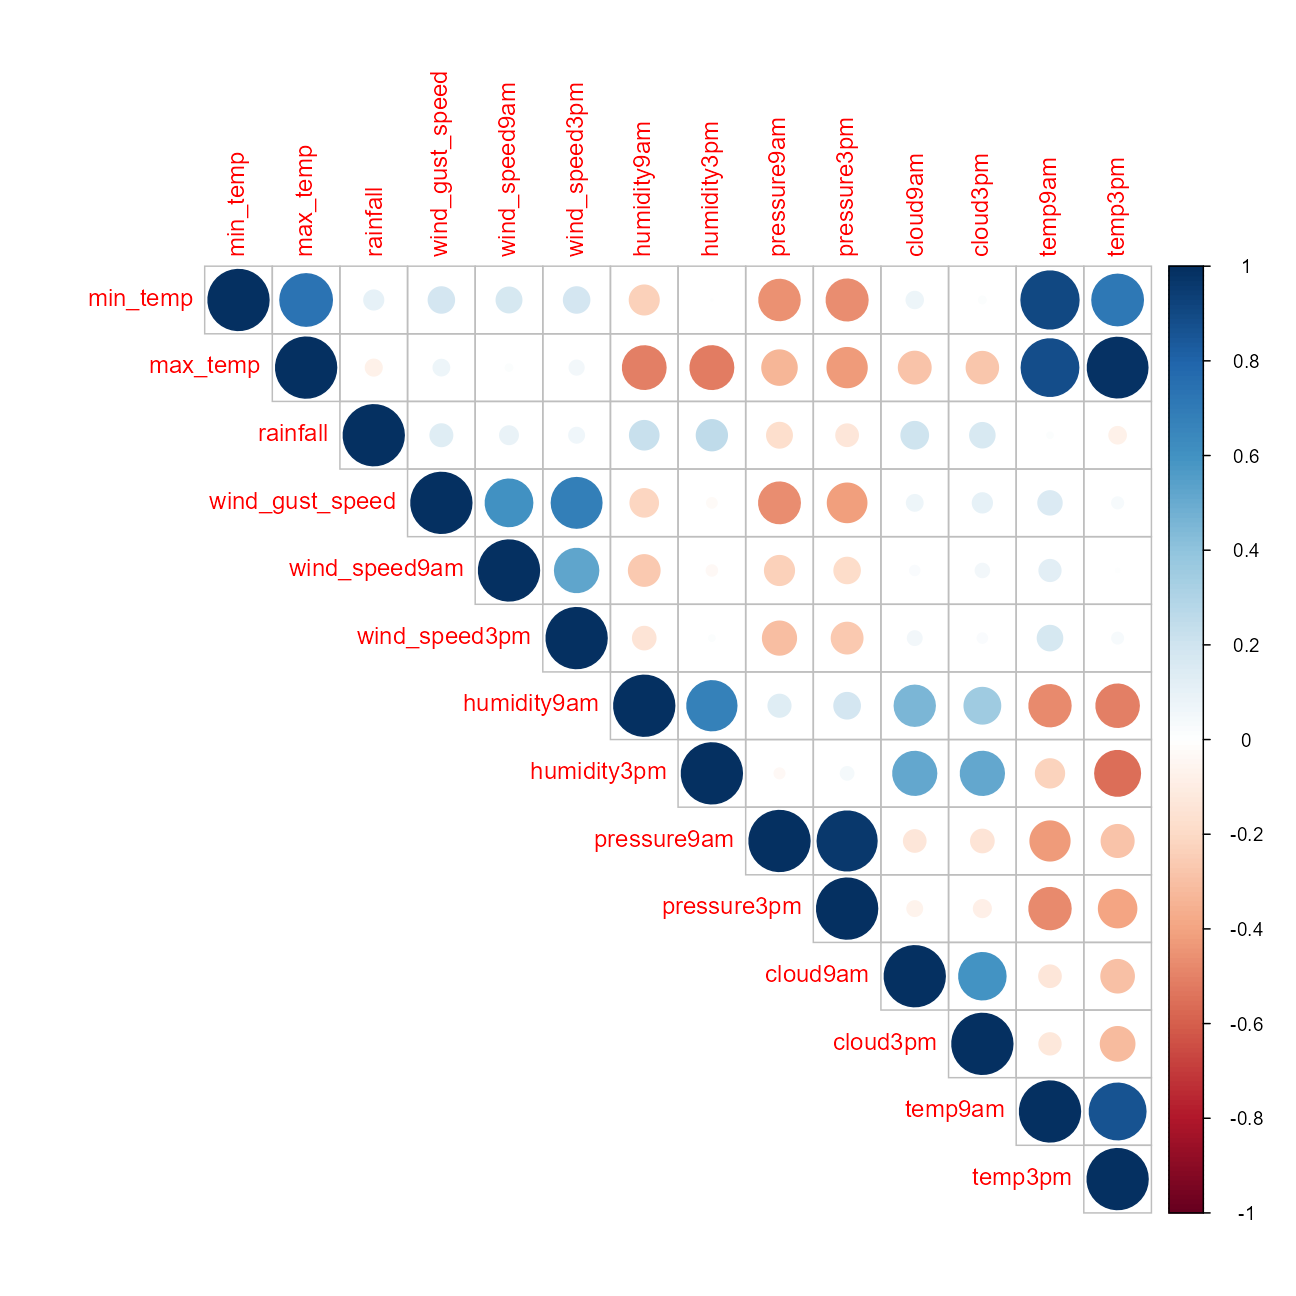 min_temp
max_temp
rainfall
wind_gust_speed
wind_speed9am
wind_speed3pm
humidity9am
humidity3pm
pressure9am
pressure3pm
cloud9am
cloud3pm
temp9am
temp3pm
min_temp
max_temp
rainfall
wind_gust_speed
wind_speed9am
wind_speed3pm
humidity9am
humidity3pm
pressure9am
pressure3pm
cloud9am
cloud3pm
temp9am
temp3pm
1
0.8
0.6
0.4
0.2
0
-0.2
-0.4
-0.6
-0.8
-1